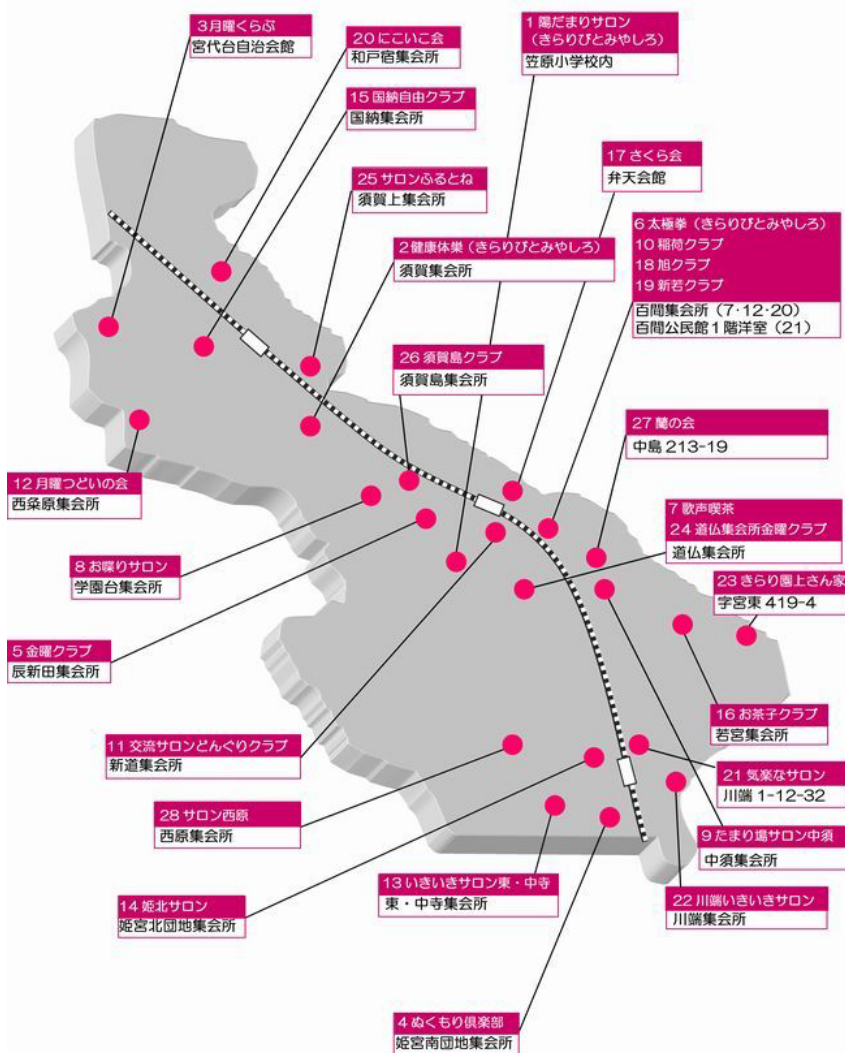 3月曜くらぶ
宮代台自治会館
20にこいこ会
和戸宿集会所
1陽だまりサロン
(きらりびとみやしろ)
笠原小学校内
15国納自由クラブ
国納集会所
17さくら会
弁天会館
25サロンふるとね
須賀上集会所
6太極拳(きらりびとみやしろ)
10稲荷クラブ
18旭クラブ
19新若クラブ
百間集会所(7・12・20)
百間公民館1階洋室(21)
2健康体巣(きらりびとみやしろ)
須賀集会所
26須賀島クラブ
須賀島集会所
27蘭の会
中島213-19
12月曜つどいの会
西粂原集会所
7歌声喫茶
24道仏集会所金曜クラブ
道仏集会所
8お喋りサロン
学園台集会所
23きらり園上さん家
字宮東419-4
5金曜クラブ
辰新田集会所
16お茶子クラブ
若宮集会所
11交流サロンどんぐりクラブ
新道集会所
21気楽なサロン
川端1-12-32
28サロン西原
西原集会所
9たまり場サロン中須
中須集会所
13いきいきサロン東・中寺
東・中寺集会所
22川端いきいきサロン
川端集会所
14姫北サロン
姫宮北団地集会所
4ぬくもり倶楽部
姫宮南団地集会所